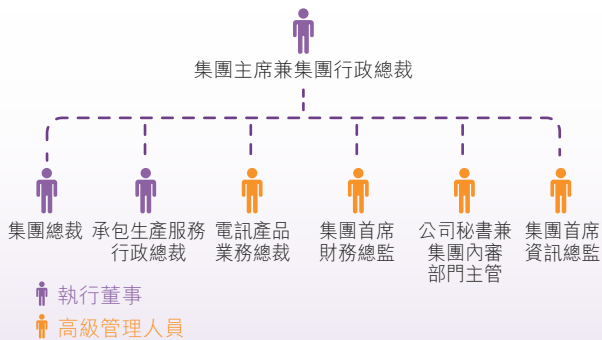 集團主席兼集團行政總裁
集團總裁
承包生產服務
行政總裁
電訊產品
業務總裁
集團首席
財務總監
公司秘書兼
集團內審
部門主管
集團首席
資訊總監
執行董事
高級管理人員